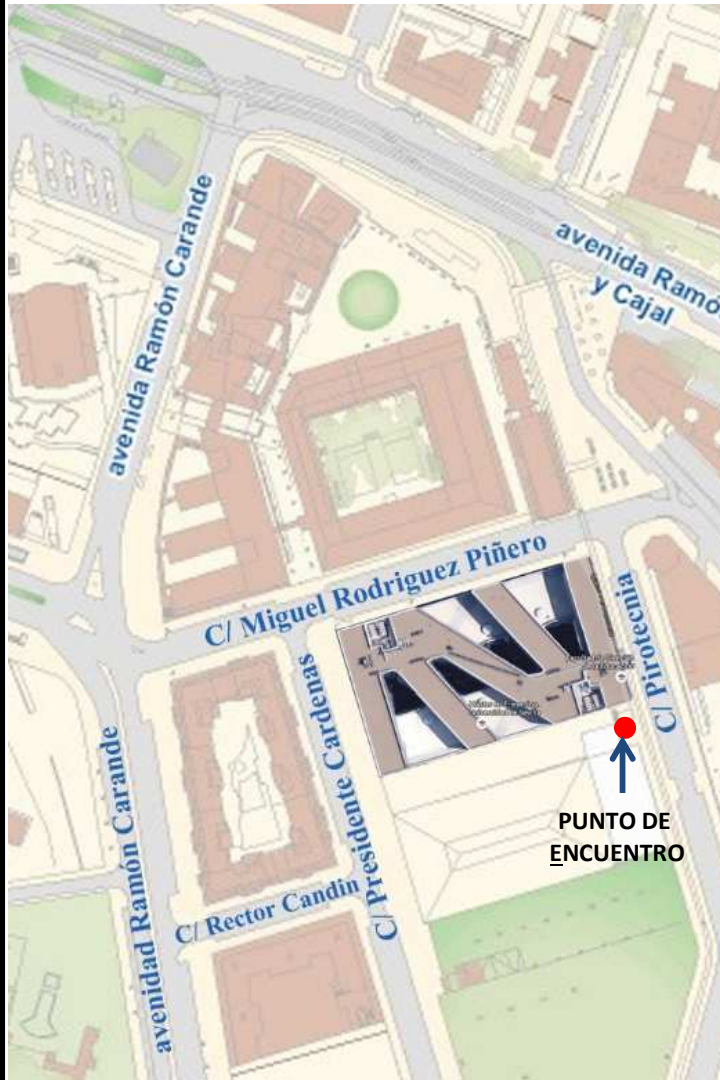 avenida Ramón Carande
avenida Ramó
y Cajal
C/ Miguel Rodriguez Piñero
C/ Pirotecnia
C/ Presidente Cardenas
PUNTO DE
ENCUENTRO
avenidad Ramón Carande
C/ Rector Candin